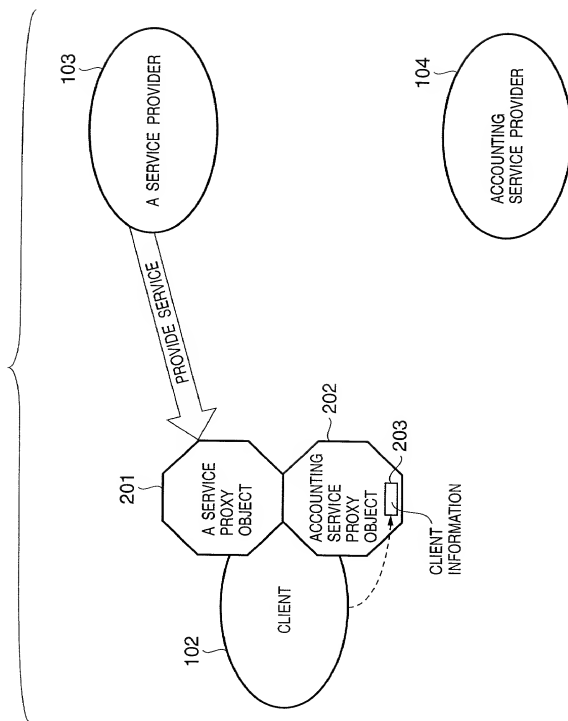 103
A SERVICE PROVIDER
104
ACCOUNTING
SERVICE PROVIDER
PROVIDE SERVICE
201
A SERVICE
PROXY
OBJECT
202
ACCOUNTING
SERVICE
PROXY
OBJECT
203
CLIENT
INFORMATION
102
CLIENT